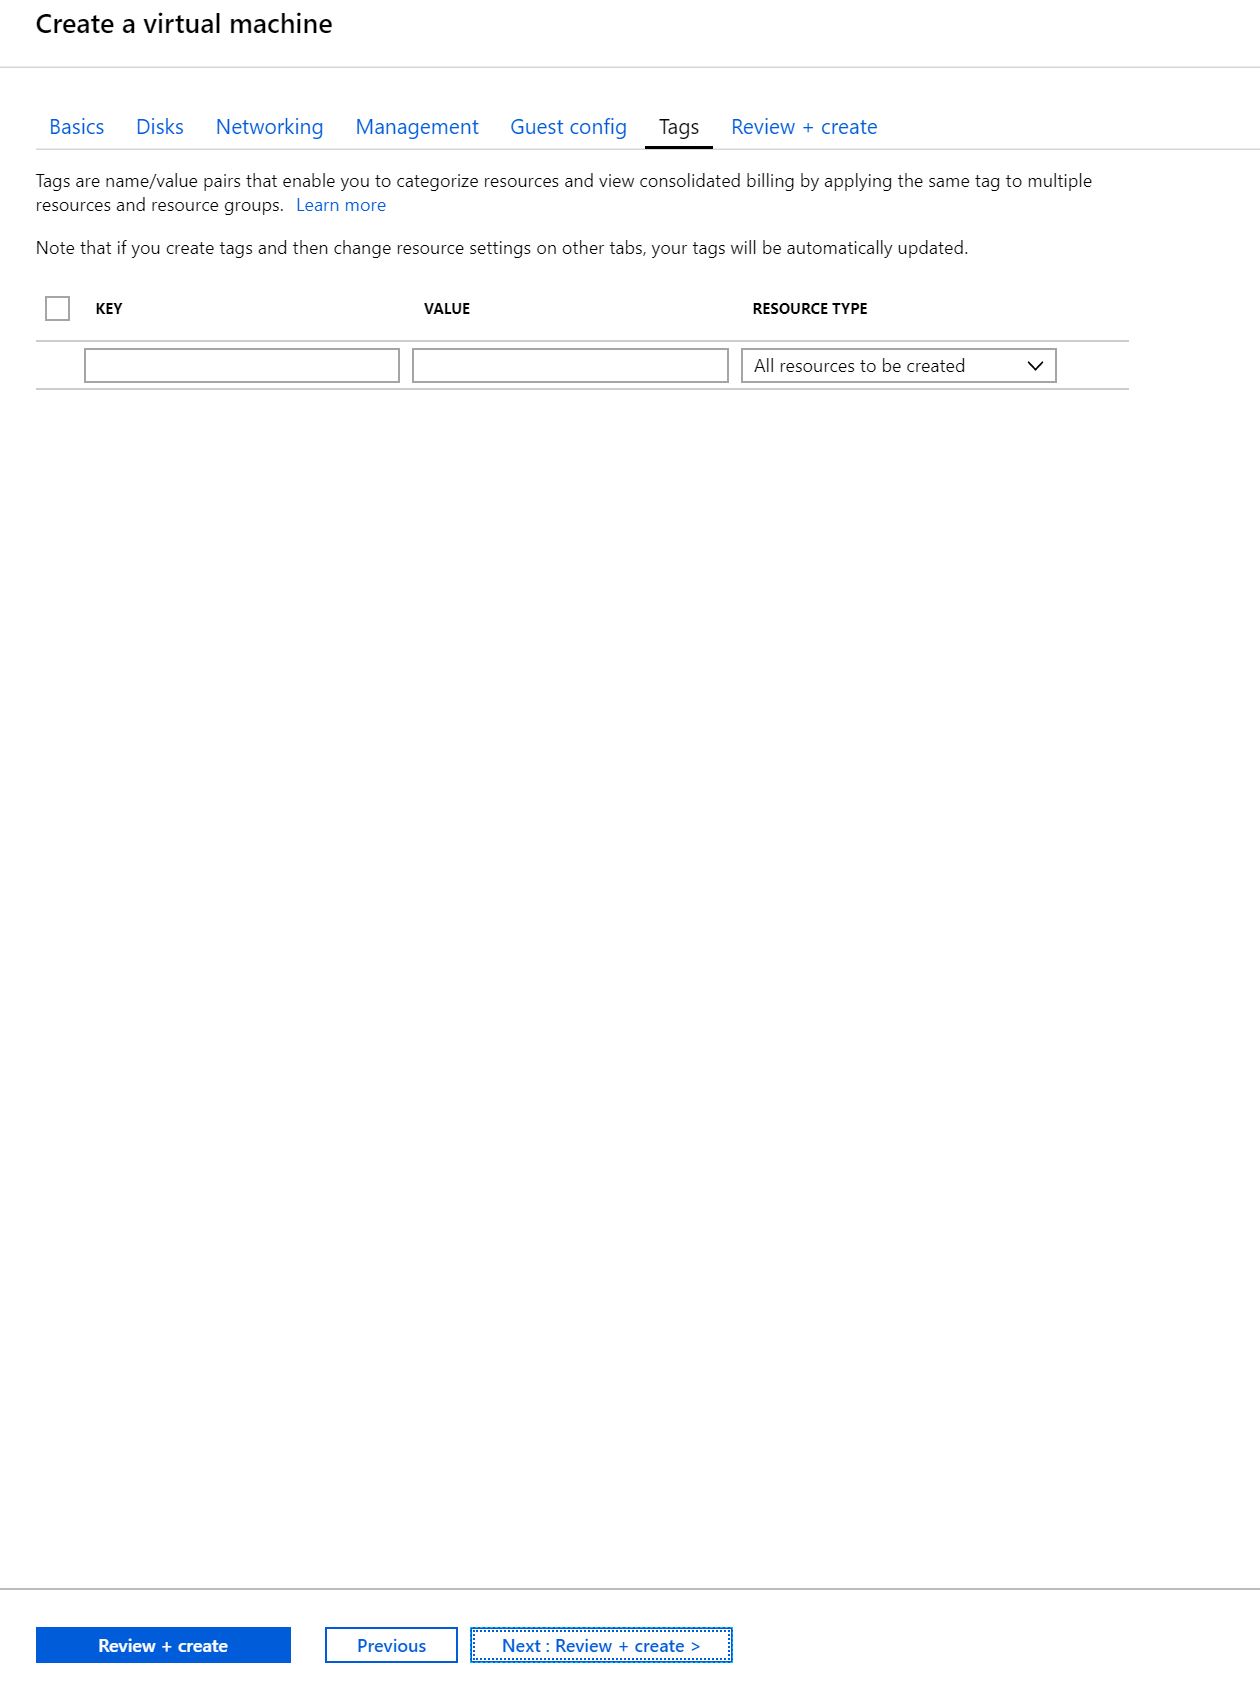 Create a virtual machine
Basics Disks Networking Management Guest config Tags Review + create
Tags are name/value pairs that enable you to categorize resources and view consolidated billing by applying the same tag to multiple
resources and resource groups. Learn more
Note that if you create tags and then change resource settings on other tabs, your tags will be automatically updated.
KEY VALUE RESOURCE TYPE
All resources to be created
Review + create Previous Next : Review + create >